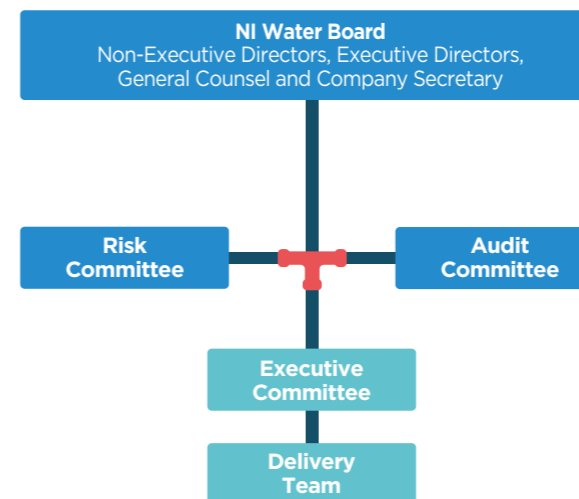 NI Water Board
Non-Executive Directors, Executive Directors,
General Counsel and Company Secretary
Risk
Committee
Audit
Committee
Executive
Committee
Delivery
Team